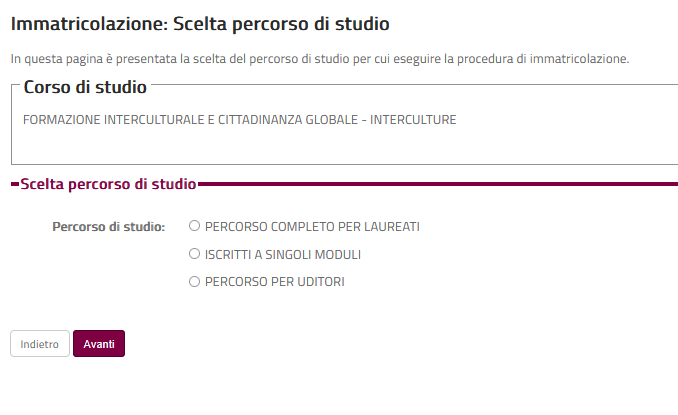 Immatricolazione: Scelta percorso di studio
In questa pagina è presentata la scelta del percorso di studio per cui eseguire la procedura di immatricolazione.
Corso di studio
FORMAZIONE INTERCULTURALE E CITTADINANZA GLOBALE - INTERCULTURE
Scelta percorso di studio
Percorso di studio:
PERCORSO COMPLETO PER LAUREATI
ISCRITTI A SINGOLI MODULI
PERCORSO PER UDITORI
Indietro Avanti